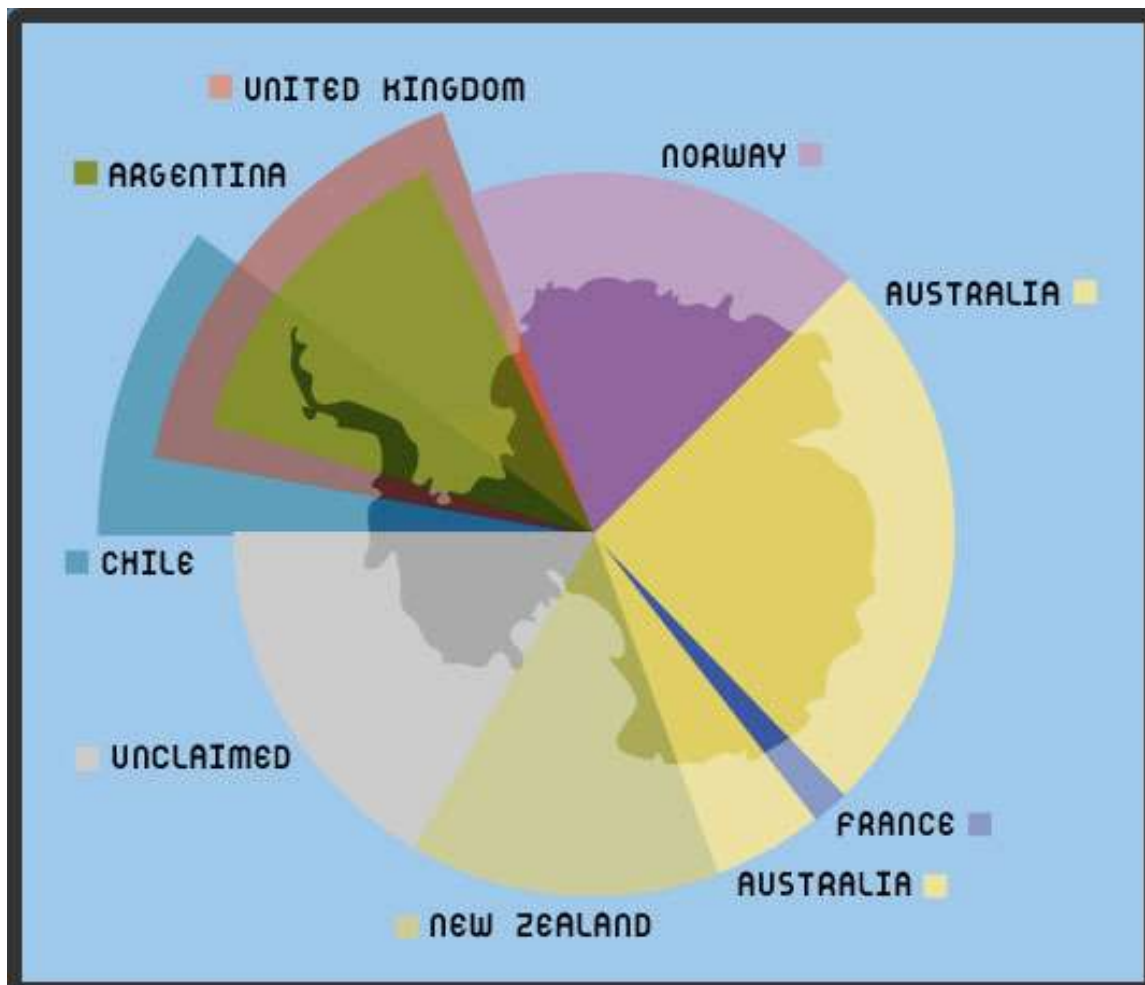 UNITED KINGDOM
NORWAY
ARGENTINA
AUSTRALIA
CHILE
UNCLAIMED
FRANCE
AUSTRALIA
NEW ZEALAND